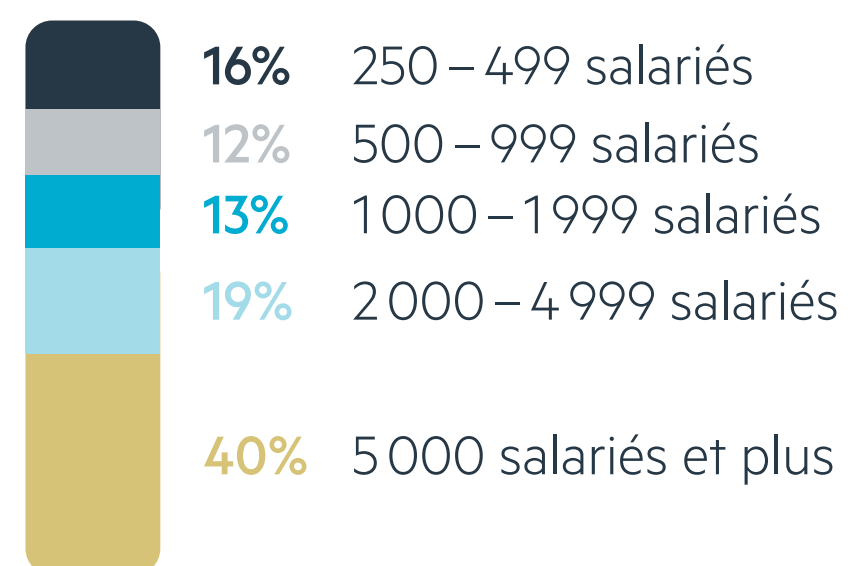 16% 250 – 499 salariés
12% 500 – 999 salariés
13% 1 000 – 1 999 salariés
19% 2 000 – 4 999 salariés
40% 5 000 salariés et plus